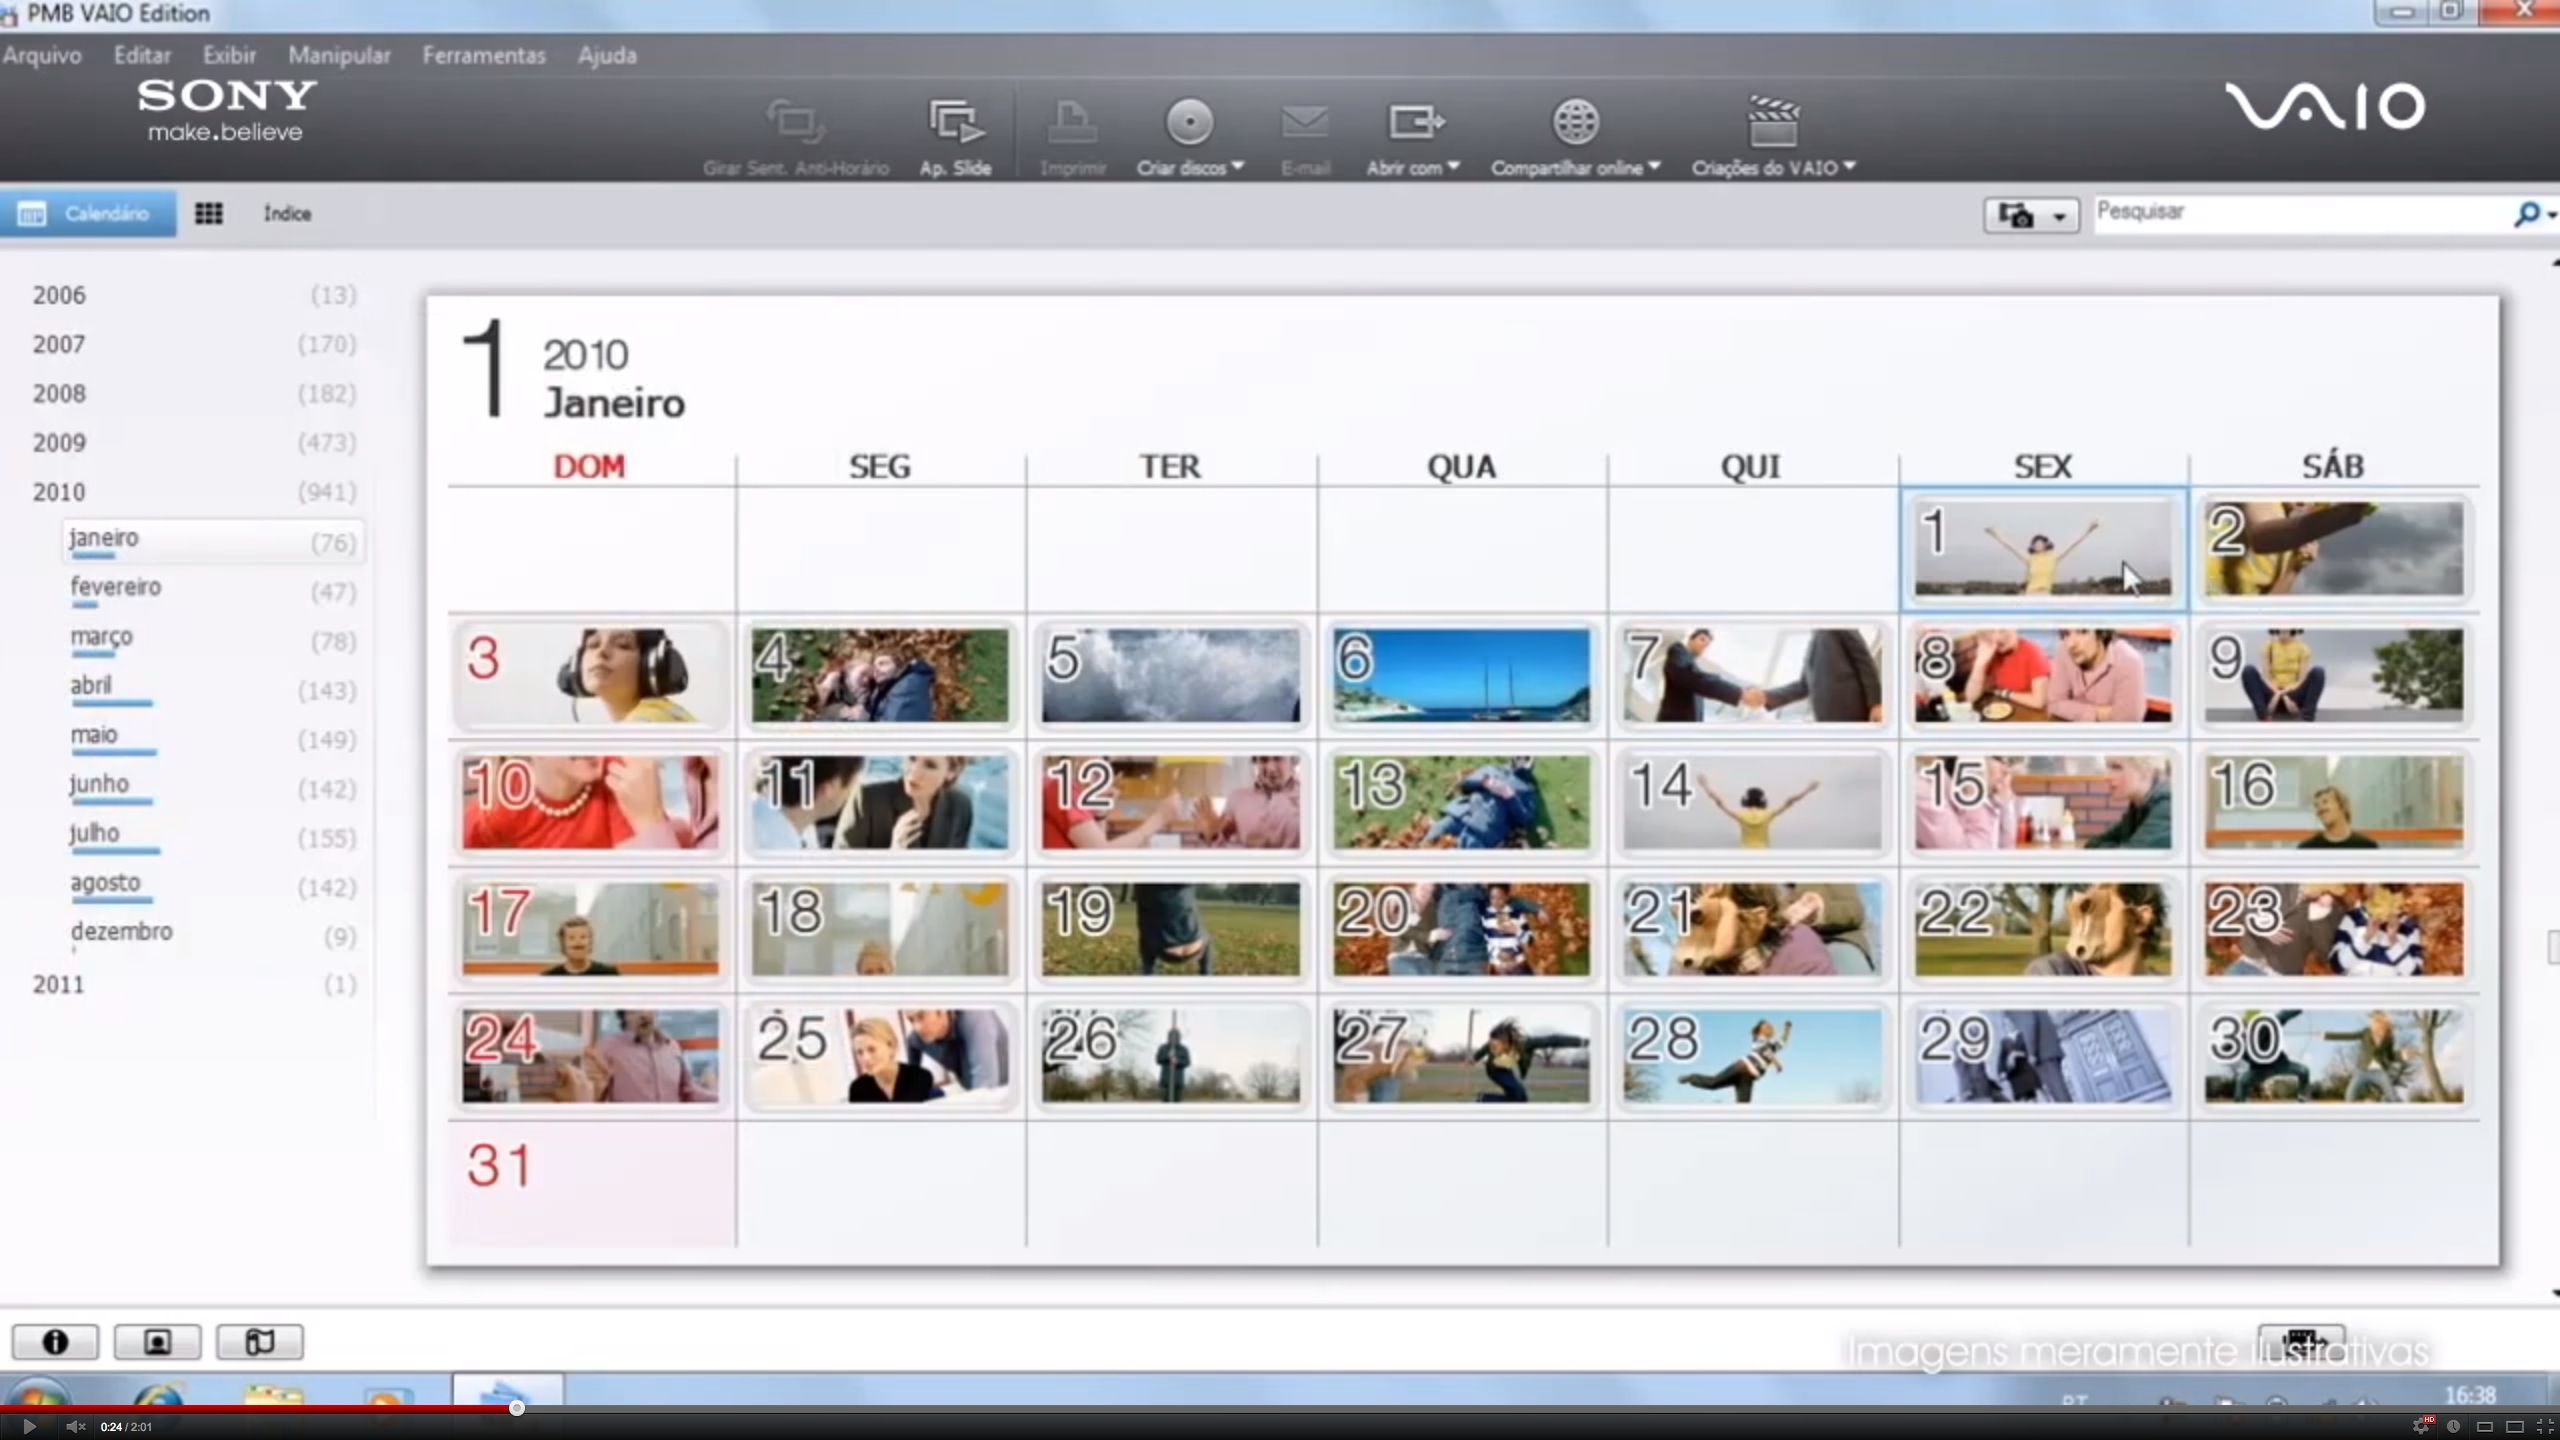 PMB VAIO Edition
Arquivo Editar Exibir Manipular Ferramentas Ajuda
SONY
make.believe
VAIO
Girar Sent. Anti-Horário Ap. Slide Imprimir Criar discos E-mail Abrir com Compartilhar online Criações do VAIO
Calendário Índice Pesquisar
2006 (13)
2007 (170)
2008 (182)
2009 (473)
2010 (941)
janeiro (76)
fevereiro (47)
março (78)
abril (143)
maio (149)
junho (142)
julho (155)
agosto (142)
dezembro (9)
2011 (1)
1 2010
Janeiro
DOM SEG TER QUA QUI SEX SÁB
1 2
3 4 5 6 7 8 9
10 11 12 13 14 15 16
17 18 19 20 21 22 23
24 25 26 27 28 29 30
31
Imagens meramente ilustrativas
PT 16:38
0:24 / 2:01
HD